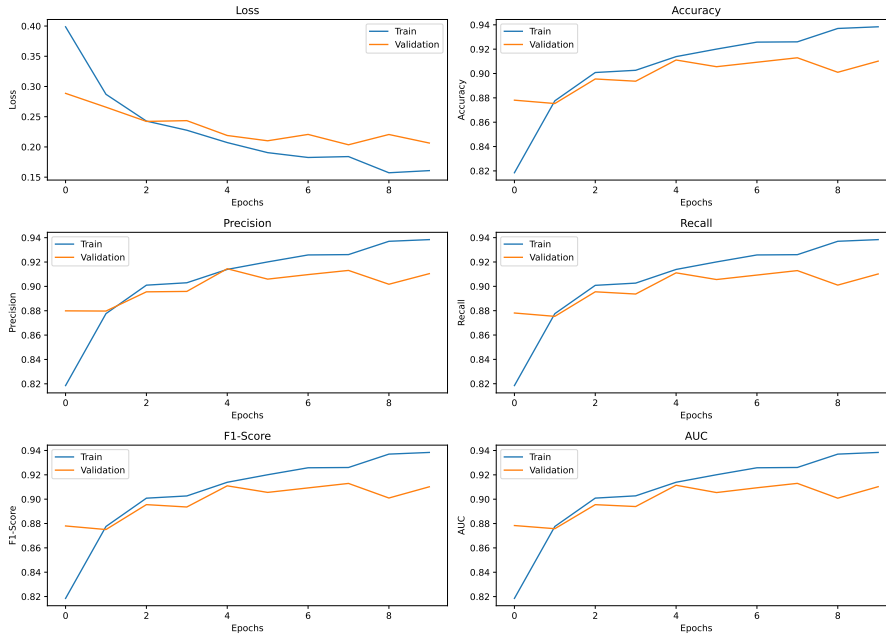 Loss
Accuracy
0.40
0.35
0.30
0.25
0.20
0.15
Loss
Train
Validation
0 2 4 6 8
Epochs
0.94
0.92
0.90
0.88
0.86
0.84
0.82
Accuracy
Train
Validation
0 2 4 6 8
Epochs
Precision
0.94
0.92
0.90
0.88
0.86
0.84
0.82
Precision
Train
Validation
0 2 4 6 8
Epochs
Recall
0.94
0.92
0.90
0.88
0.86
0.84
0.82
Recall
Train
Validation
0 2 4 6 8
Epochs
F1-Score
0.94
0.92
0.90
0.88
0.86
0.84
0.82
F1-Score
Train
Validation
0 2 4 6 8
Epochs
AUC
0.94
0.92
0.90
0.88
0.86
0.84
0.82
AUC
Train
Validation
0 2 4 6 8
Epochs